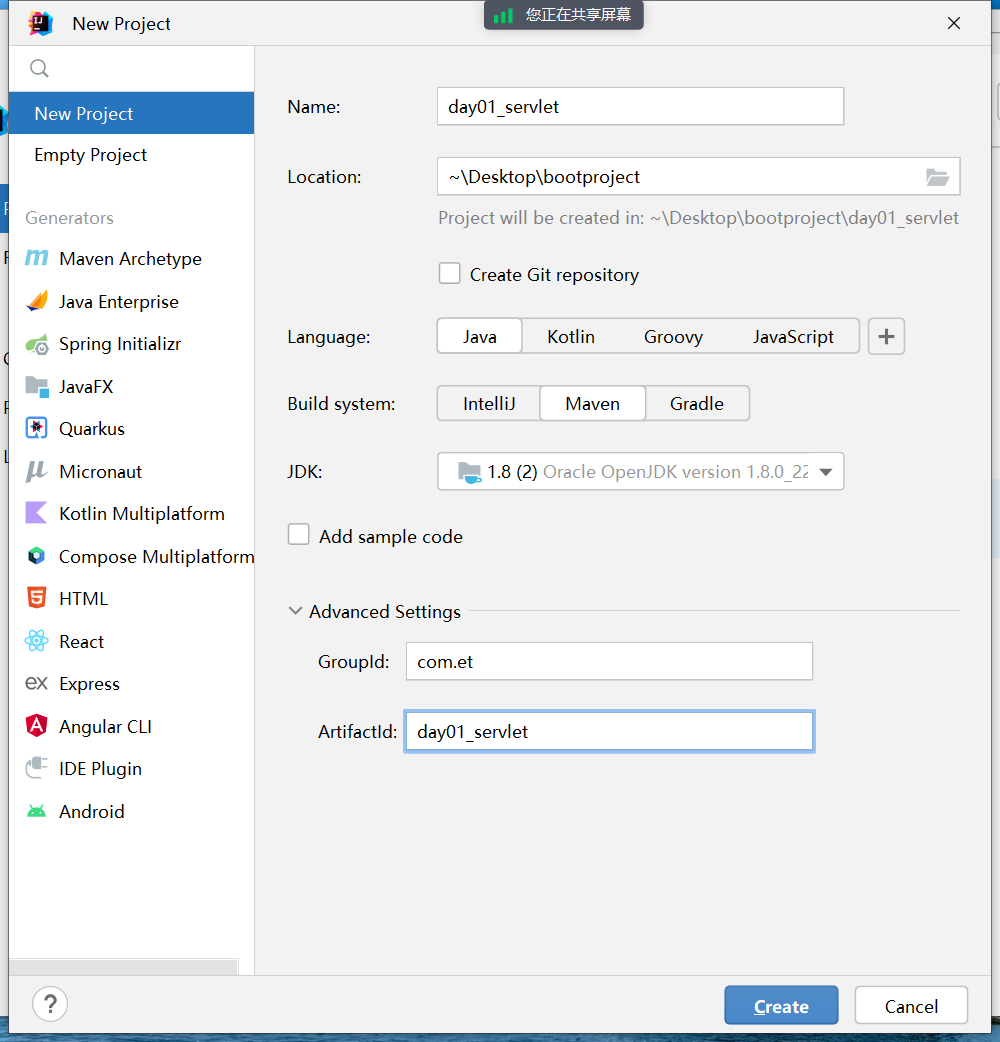 New Project
您正在共享屏幕
New Project
Empty Project
Generators
Maven Archetype
Java Enterprise
Spring Initializr
JavaFX
Quarkus
Micronaut
Kotlin Multiplatform
Compose Multiplatform
HTML
React
Express
Angular CLI
IDE Plugin
Android
Name: day01_servlet
Location: ~\Desktop\bootproject
Project will be created in: ~\Desktop\bootproject\day01_servlet
Create Git repository
Language: Java Kotlin Groovy JavaScript +
Build system: IntelliJ Maven Gradle
JDK: 1.8 (2) Oracle OpenJDK version 1.8.0_22
Add sample code
Advanced Settings
GroupId: com.et
ArtifactId: day01_servlet
? Create Cancel